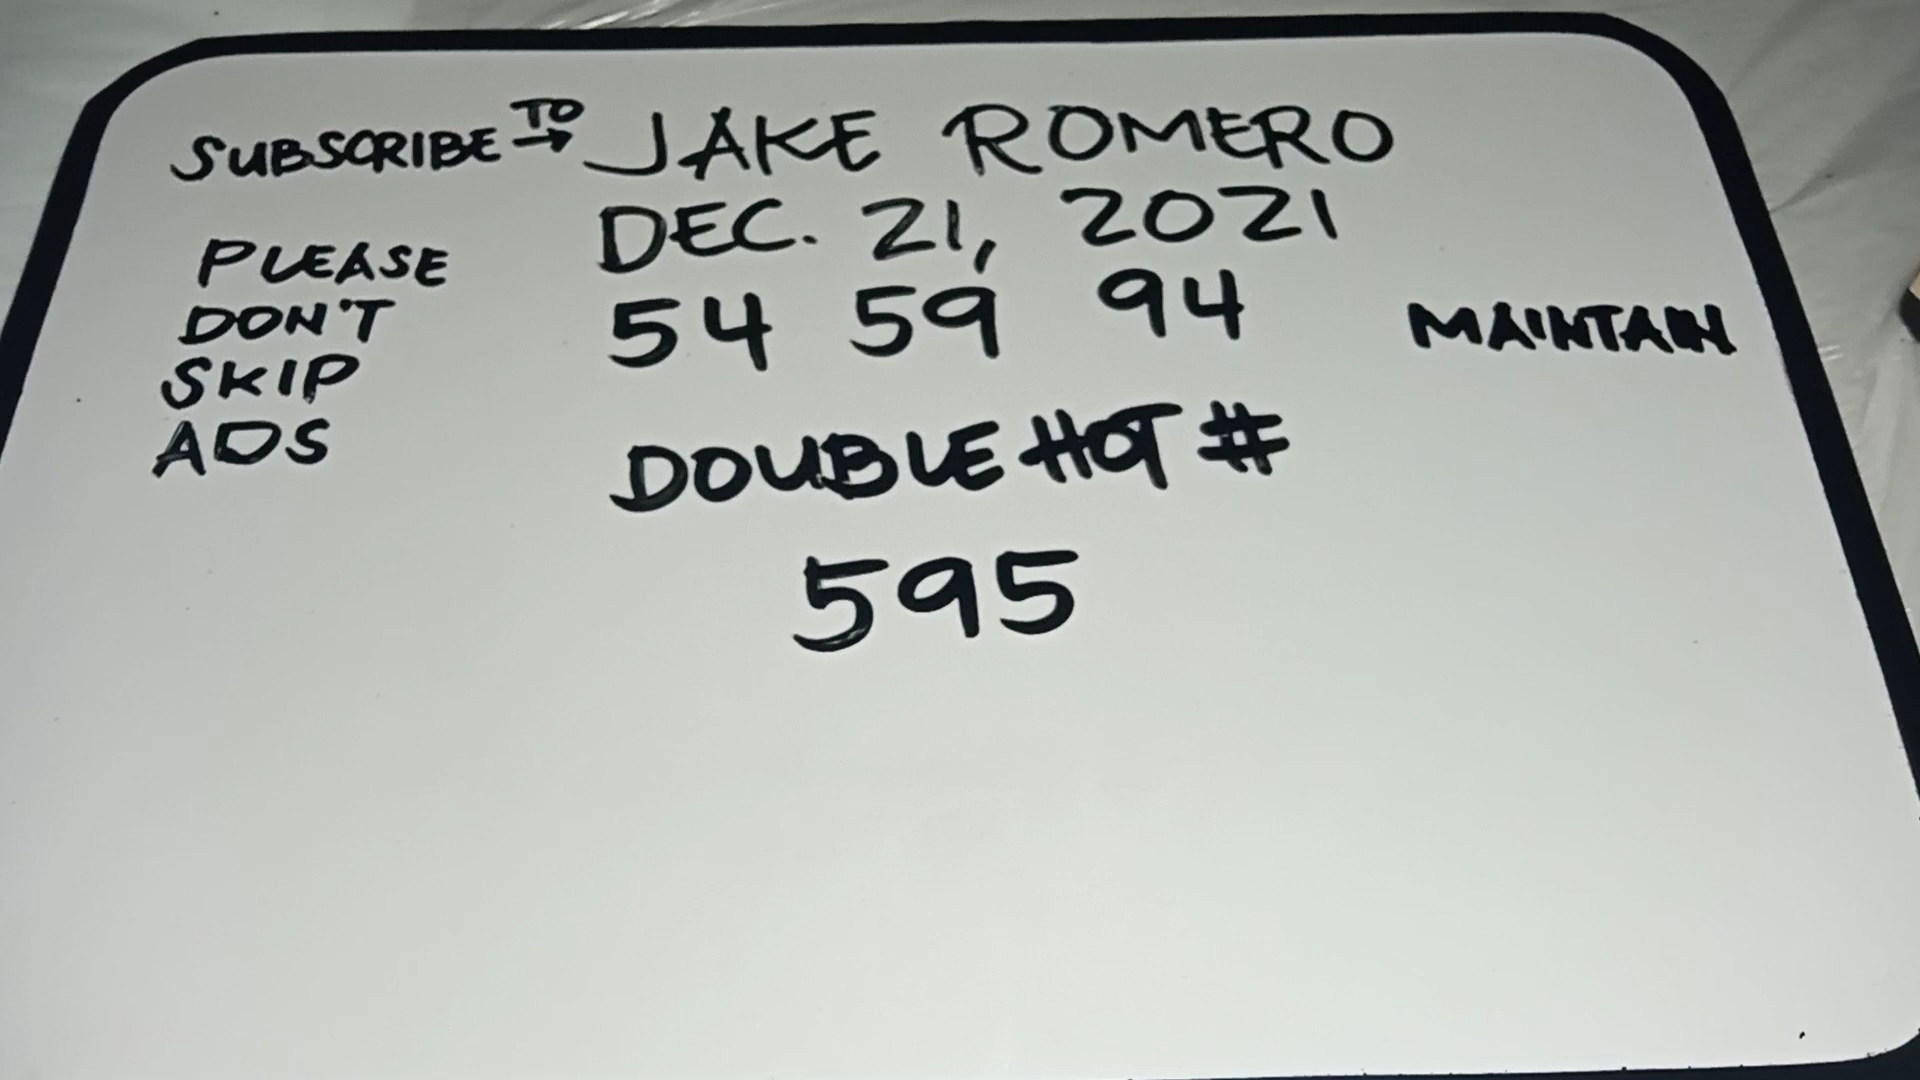 SUBSCRIBE TO → JAKE ROMERO
DEC. 21, 2021
PLEASE
DON'T
SKIP
ADS
54 59 94 MAINTAIN
DOUBLE HOT #
595